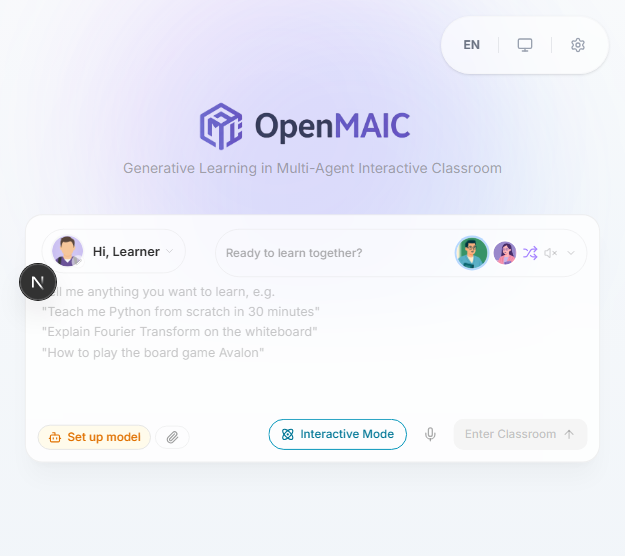 EN
OpenMAIC
Generative Learning in Multi-Agent Interactive Classroom
Hi, Learner
Ready to learn together?
N
ll me anything you want to learn, e.g.
"Teach me Python from scratch in 30 minutes"
"Explain Fourier Transform on the whiteboard"
"How to play the board game Avalon"
Set up model
Interactive Mode
Enter Classroom